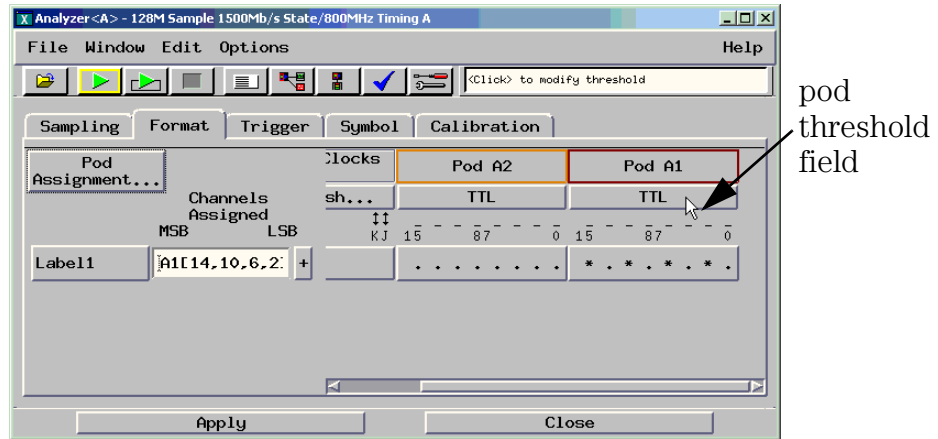 Analyzer<A> - 128M Sample 1500Mb/s State/800MHz Timing A
File Window Edit Options Help
<Click> to modify threshold
Sampling Format Trigger Symbol Calibration
Pod Assignment...
Clocks Pod A2 Pod A1
sh... TTL TTL
Channels Assigned
MSB LSB
KJ 15 87 0 15 87 0
Label1 A1[14,10,6,2] + . . . . . . . * . * . * . * .
Apply Close
pod
threshold
field